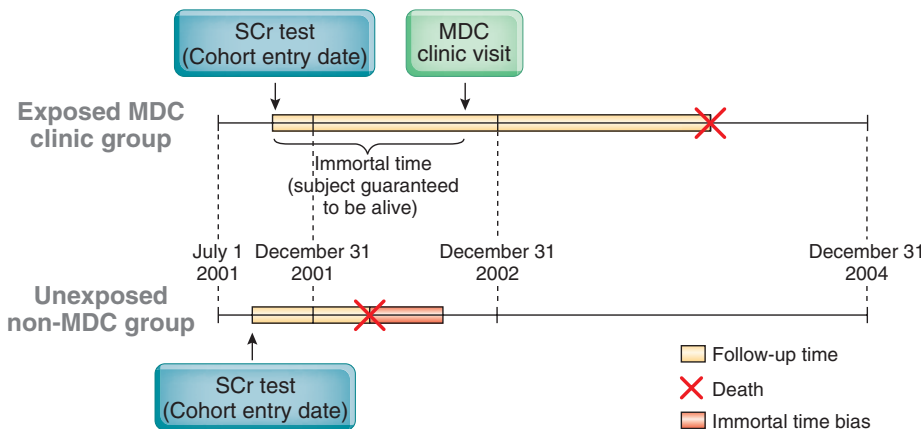 SCr test
(Cohort entry date)
MDC
clinic visit
Exposed MDC
clinic group
Immortal time
(subject guaranteed
to be alive)
July 1
2001
December 31
2001
December 31
2002
December 31
2004
Unexposed
non-MDC group
SCr test
(Cohort entry date)
Follow-up time
Death
Immortal time bias